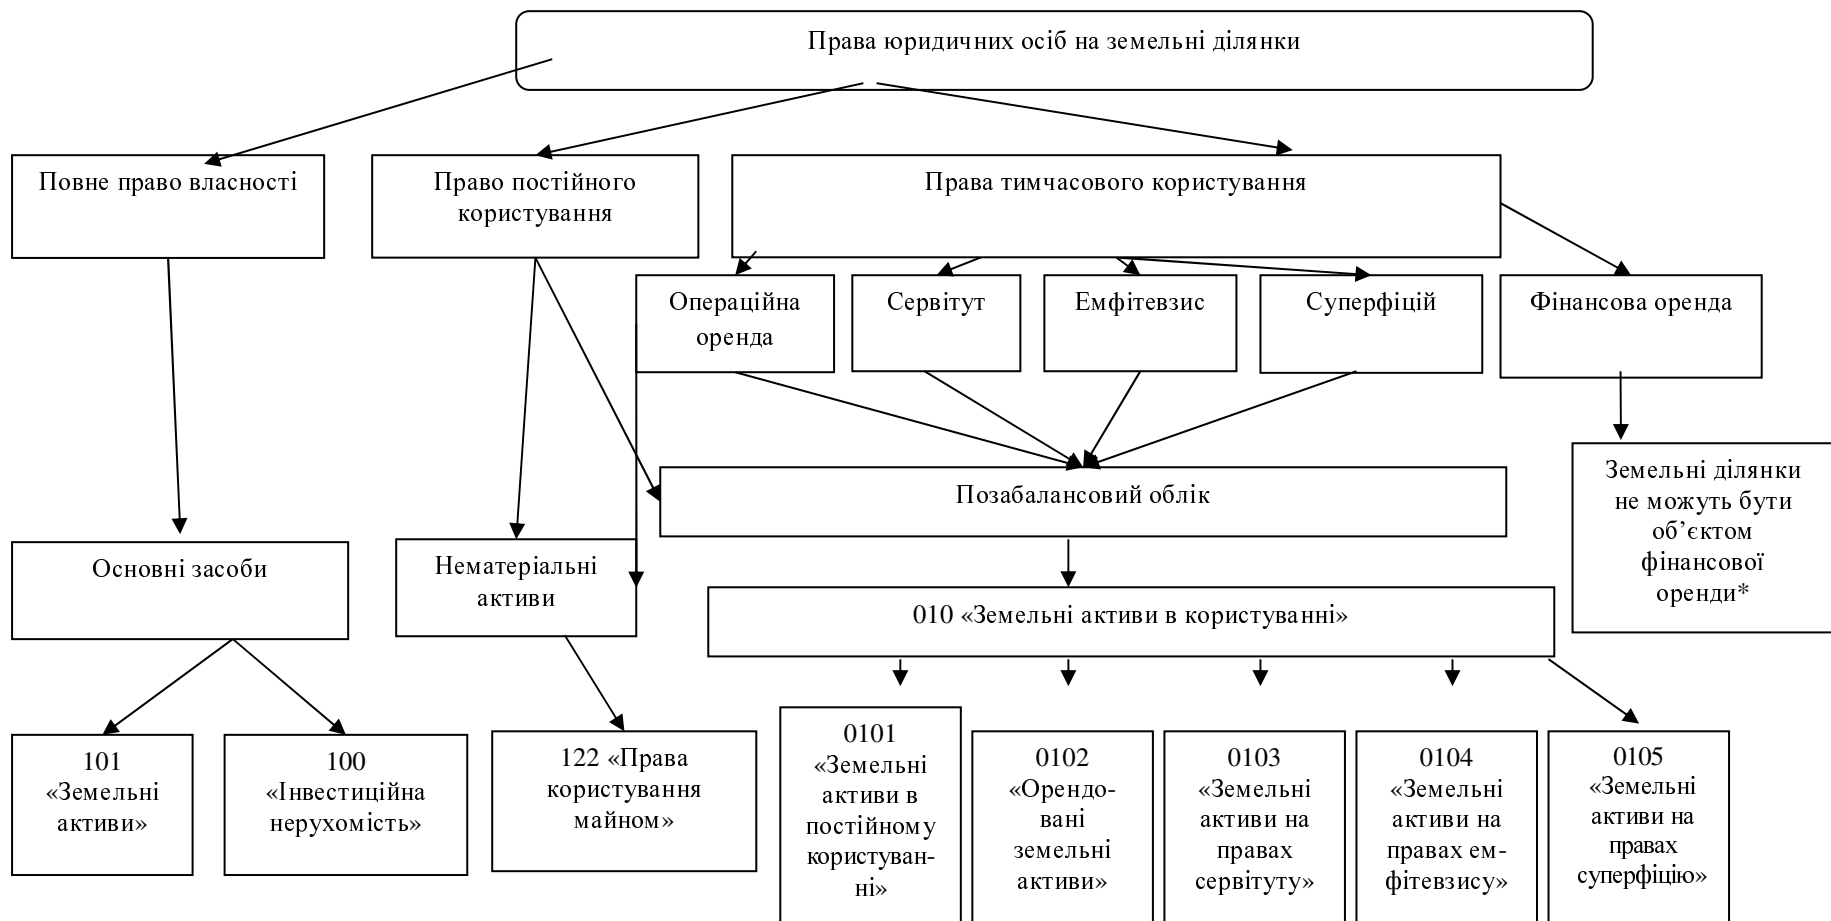 Права юридичних осіб на земельні ділянки
Повне право власності
Право постійного
користування
Права тимчасового користування
Операційна
оренда
Сервітут
Емфітевзис
Суперфіцій
Фінансова оренда
Позабалансовий облік
Земельні ділянки
не можуть бути
об’єктом
фінансової
оренди*
Основні засоби
Нематеріальні
активи
010 «Земельні активи в користуванні»
101
«Земельні
активи»
100
«Інвестиційна
нерухомість»
122 «Права
користування
майном»
0101
«Земельні
активи в
постійному
користуван-
ні»
0102
«Орендо-
вані
земельні
активи»
0103
«Земельні
активи на
правах
сервітуту»
0104
«Земельні
активи на
правах ем-
фітевзису»
0105
«Земельні
активи на
правах
суперфіцію»